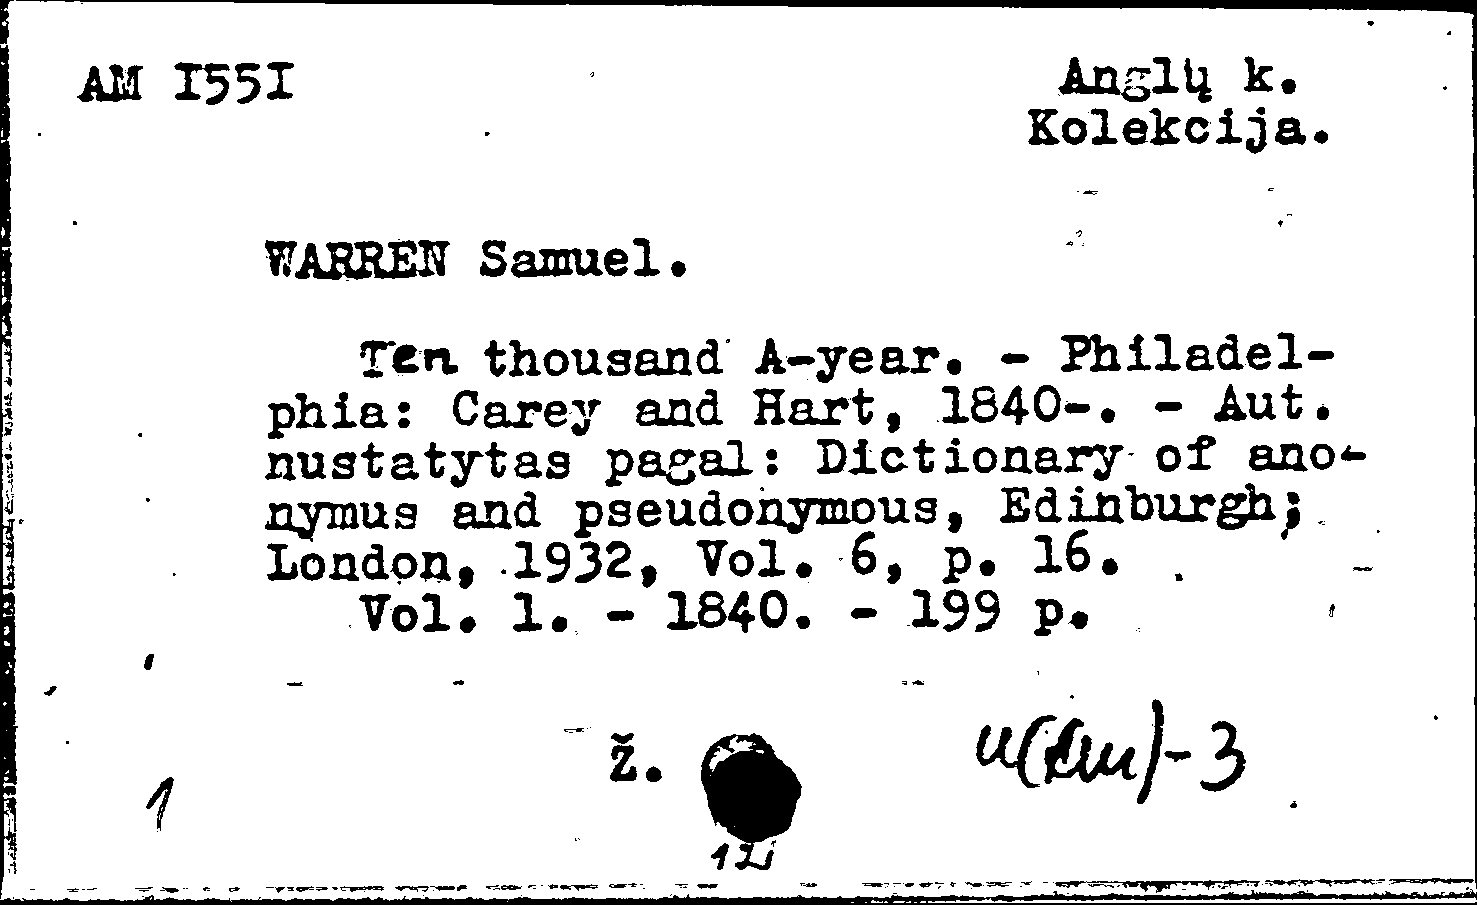 AM I55I
Anglų k.
Kolekcija.
WARREN Samuel.
Ten thousand A-year. - Philadel-
phia: Carey and Hart, 1840-. - Aut.
nustatytas pagal: Dictionary of ano-
nymus and pseudonymous, Edinburgh;
London, 1932, Vol. 6, p. 16.
Vol. 1. - 1840. - 199 p.
ž.
-3
1